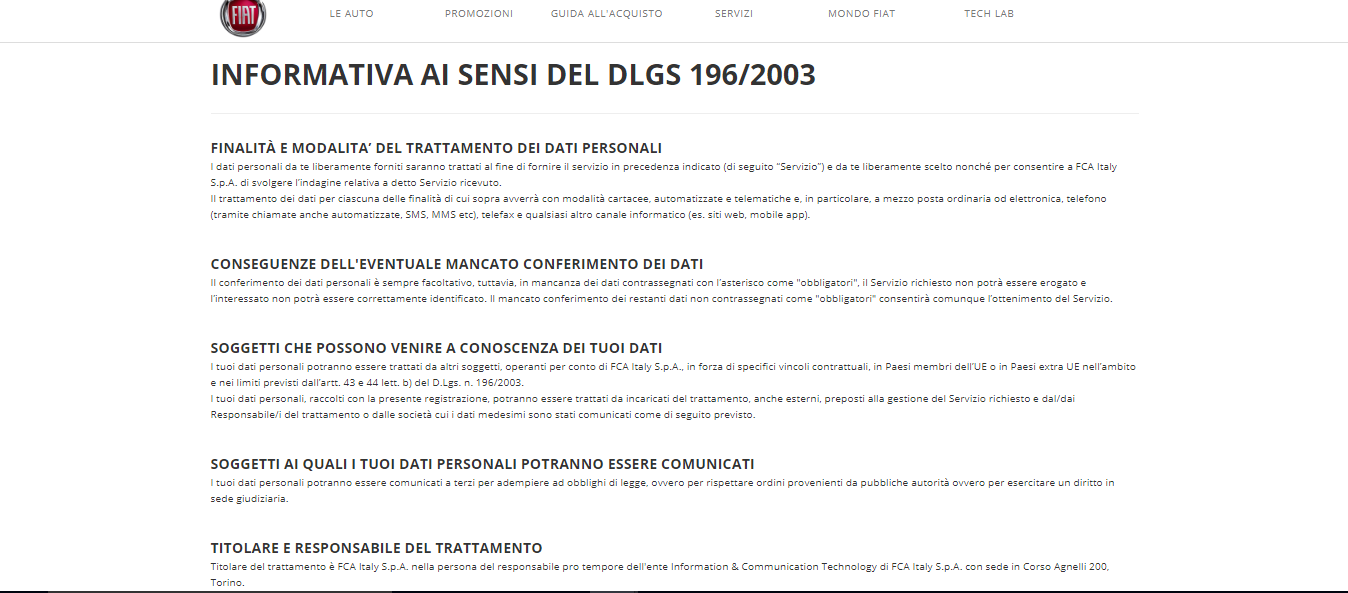 FIAT
LE AUTO PROMOZIONI GUIDA ALL'ACQUISTO SERVIZI MONDO FIAT TECH LAB
INFORMATIVA AI SENSI DEL DLGS 196/2003
FINALITÀ E MODALITA’ DEL TRATTAMENTO DEI DATI PERSONALI
I dati personali da te liberamente forniti saranno trattati al fine di fornire il servizio in precedenza indicato (di seguito “Servizio”) e da te liberamente scelto nonché per consentire a FCA Italy
S.p.A. di svolgere l’indagine relativa a detto Servizio ricevuto.
Il trattamento dei dati per ciascuna delle finalità di cui sopra avverrà con modalità cartacee, automatizzate e telematiche e, in particolare, a mezzo posta ordinaria od elettronica, telefono
(tramite chiamate anche automatizzate, SMS, MMS etc), telefax e qualsiasi altro canale informatico (es. siti web, mobile app).
CONSEGUENZE DELL'EVENTUALE MANCATO CONFERIMENTO DEI DATI
Il conferimento dei dati personali è sempre facoltativo, tuttavia, in mancanza dei dati contrassegnati con l’asterisco come "obbligatori", il Servizio richiesto non potrà essere erogato e
l’interessato non potrà essere correttamente identificato. Il mancato conferimento dei restanti dati non contrassegnati come "obbligatori" consentirà comunque l’ottenimento del Servizio.
SOGGETTI CHE POSSONO VENIRE A CONOSCENZA DEI TUOI DATI
I tuoi dati personali potranno essere trattati da altri soggetti, operanti per conto di FCA Italy S.p.A., in forza di specifici vincoli contrattuali, in Paesi membri dell’UE o in Paesi extra UE nell’ambito
e nei limiti previsti dall’artt. 43 e 44 lett. b) del D.Lgs. n. 196/2003.
I tuoi dati personali, raccolti con la presente registrazione, potranno essere trattati da incaricati del trattamento, anche esterni, preposti alla gestione del Servizio richiesto e dal/dai
Responsabile/i del trattamento o dalle società cui i dati medesimi sono stati comunicati come di seguito previsto.
SOGGETTI AI QUALI I TUOI DATI PERSONALI POTRANNO ESSERE COMUNICATI
I tuoi dati personali potranno essere comunicati a terzi per adempiere ad obblighi di legge, ovvero per rispettare ordini provenienti da pubbliche autorità ovvero per esercitare un diritto in
sede giudiziaria.
TITOLARE E RESPONSABILE DEL TRATTAMENTO
Titolare del trattamento è FCA Italy S.p.A. nella persona del responsabile pro tempore dell'ente Information & Communication Technology di FCA Italy S.p.A. con sede in Corso Agnelli 200,
Torino.